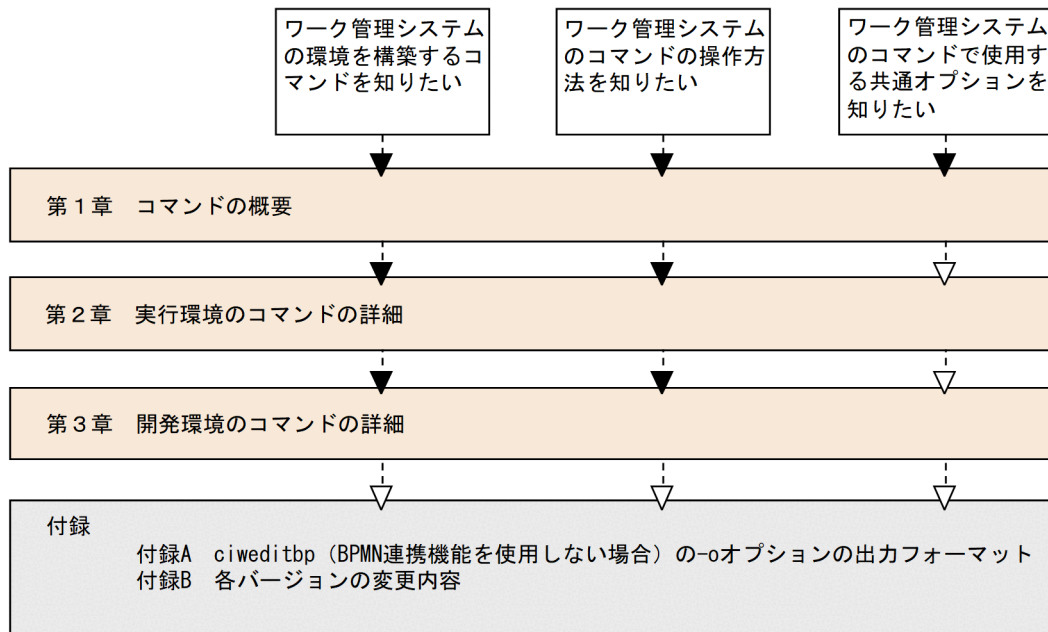 ワーク管理システム
の環境を構築するコ
マンドを知りたい
ワーク管理システム
のコマンドの操作方
法を知りたい
ワーク管理システム
のコマンドで使用す
る共通オプションを
知りたい
第１章　コマンドの概要
第２章　実行環境のコマンドの詳細
第３章　開発環境のコマンドの詳細
付録
付録A　ciweditbp（BPMN連携機能を使用しない場合）の-oオプションの出力フォーマット
付録B　各バージョンの変更内容